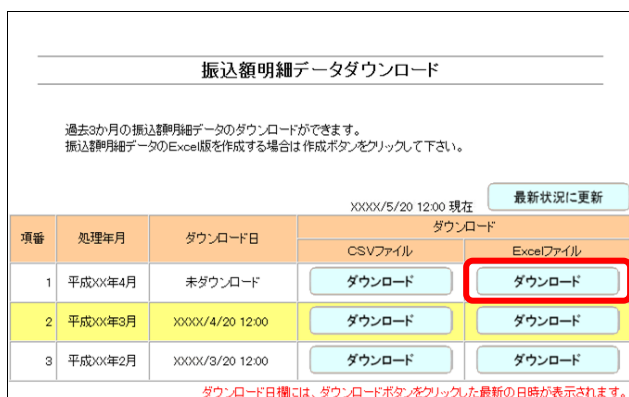 振込額明細データダウンロード
過去3か月の振込額明細データのダウンロードができます。
振込額明細データのExcel版を作成する場合は作成ボタンをクリックして下さい。
XXXX/5/20 12:00 現在 最新状況に更新
項番 処理年月 ダウンロード日 ダウンロード
CSVファイル Excelファイル
1 平成XX年4月 未ダウンロード ダウンロード ダウンロード
2 平成XX年3月 XXXX/4/20 12:00 ダウンロード ダウンロード
3 平成XX年2月 XXXX/3/20 12:00 ダウンロード ダウンロード
ダウンロード日欄には、ダウンロードボタンをクリックした最新の日時が表示されます。